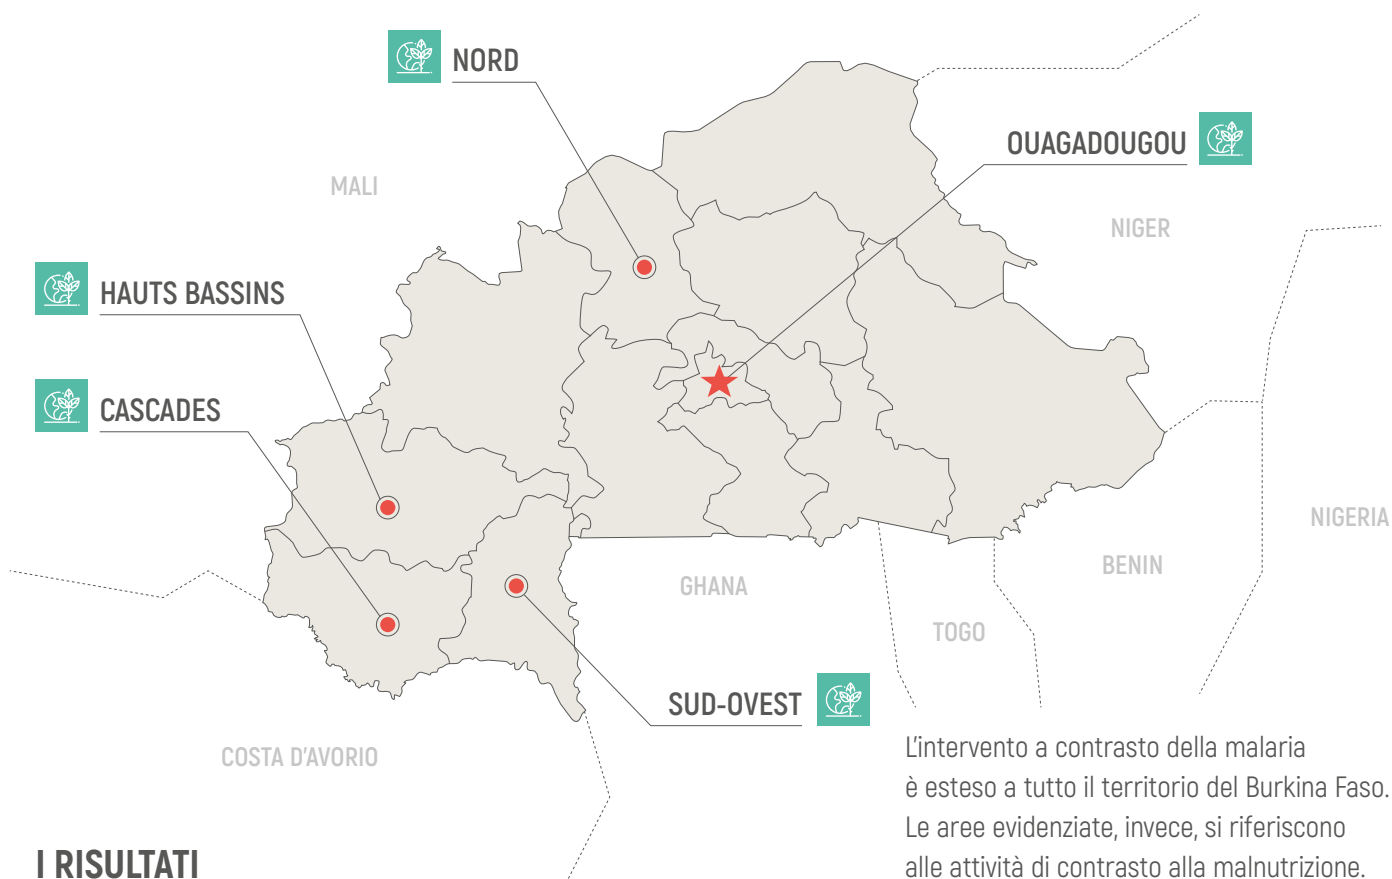 NORD
OUAGADOUGOU
MALI
NIGER
HAUTS BASSINS
CASCADES
NIGERIA
BENIN
GHANA
TOGO
SUD-OVEST
COSTA D'AVORIO
L'intervento a contrasto della malaria
è esteso a tutto il territorio del Burkina Faso.
Le aree evidenziate, invece, si riferiscono
alle attività di contrasto alla malnutrizione.
I RISULTATI